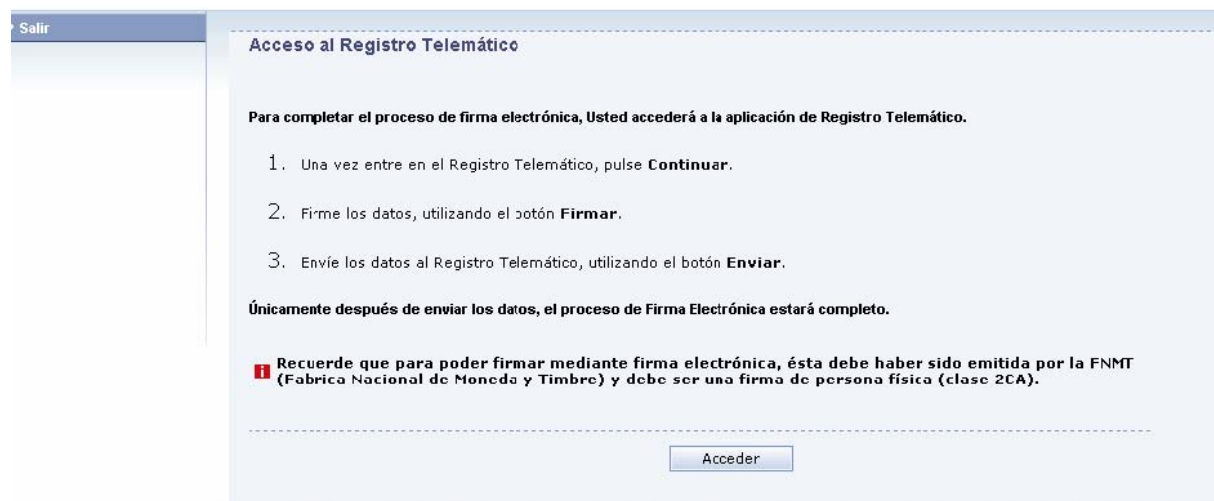 Salir
Acceso al Registro Telemático
Para completar el proceso de firma electrónica, Usted accederá a la aplicación de Registro Telemático.
1. Una vez entre en el Registro Telemático, pulse Continuar.
2. Firme los datos, utilizando el botón Firmar.
3. Envíe los datos al Registro Telemático, utilizando el botón Enviar.
Únicamente después de enviar los datos, el proceso de Firma Electrónica estará completo.
Recuerde que para poder firmar mediante firma electrónica, ésta debe haber sido emitida por la FNMT
(Fabrica Nacional de Moneda y Timbre) y debe ser una firma de persona física (clase 2CA).
Acceder